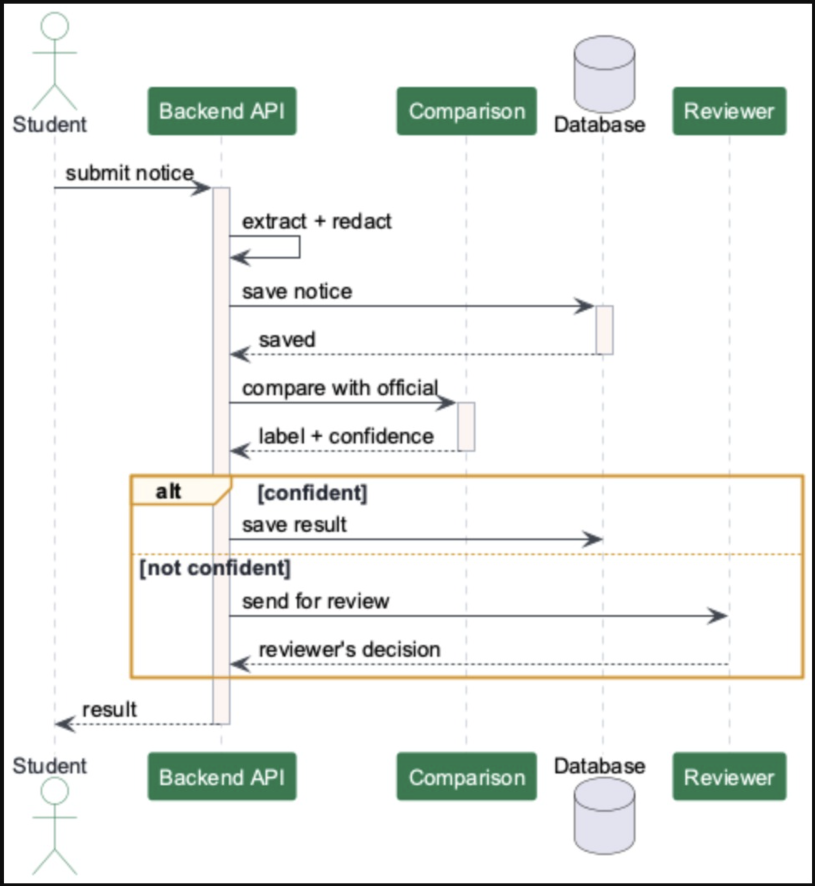 Student
Backend API
Comparison
Database
Reviewer
submit notice
extract + redact
save notice
saved
compare with official
label + confidence
alt
[confident]
save result
[not confident]
send for review
reviewer's decision
result
Student
Backend API
Comparison
Database
Reviewer